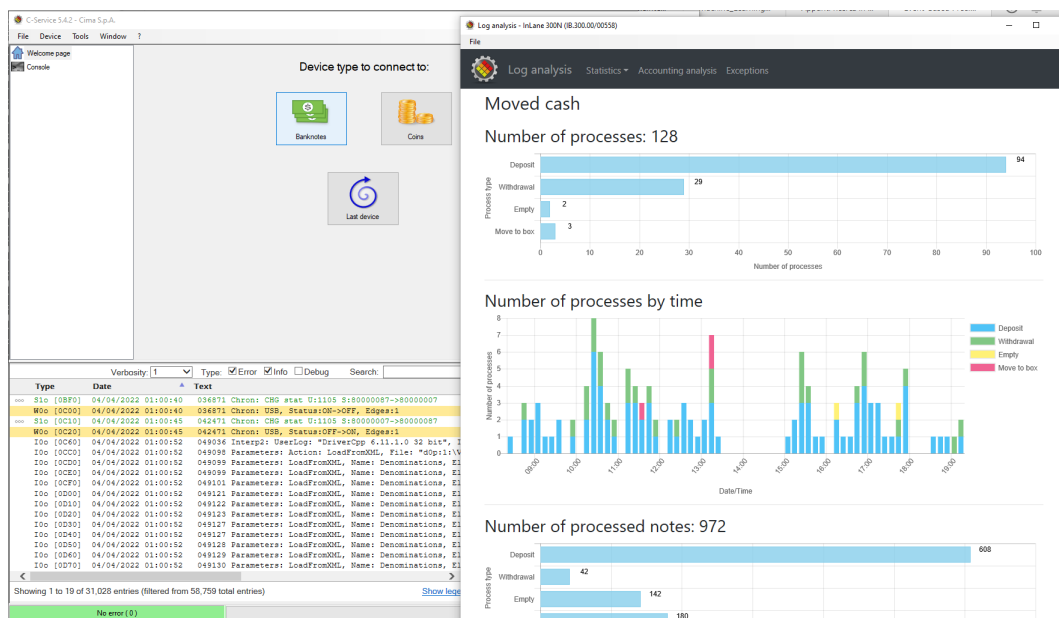 C-Service 5.4.2 - Cima S.p.A.
File Device Tools Window ?
Welcome page
Console
Device type to connect to:
Banknotes
Coins
Last device
Verbosity: 1 Type: Error Info Debug Search:
Type Date Text
S1o [0BF0] 04/04/2022 01:00:40 036871 Chron: CHG stat U:1105 S:80000087->80000007
W0o [0C00] 04/04/2022 01:00:40 036871 Chron: USB, Status:ON->OFF, Edges:1
S1o [0C10] 04/04/2022 01:00:45 042471 Chron: CHG stat U:1105 S:80000007->80000087
W0o [0C20] 04/04/2022 01:00:45 042471 Chron: USB, Status:OFF->ON, Edges:1
I0o [0C60] 04/04/2022 01:00:52 049036 Interp2: UserLog: "DriverCpp 6.11.1.0 32 bit", I
I0o [0CC0] 04/04/2022 01:00:52 049098 Parameters: Action: LoadFromXML, File: "d0p:1:\V
I0o [0CD0] 04/04/2022 01:00:52 049099 Parameters: LoadFromXML, Name: Denominations, El
I0o [0CE0] 04/04/2022 01:00:52 049099 Parameters: LoadFromXML, Name: Denominations, El
I0o [0CF0] 04/04/2022 01:00:52 049101 Parameters: LoadFromXML, Name: Denominations, El
I0o [0D00] 04/04/2022 01:00:52 049121 Parameters: LoadFromXML, Name: Denominations, El
I0o [0D10] 04/04/2022 01:00:52 049122 Parameters: LoadFromXML, Name: Denominations, El
I0o [0D20] 04/04/2022 01:00:52 049123 Parameters: LoadFromXML, Name: Denominations, El
I0o [0D30] 04/04/2022 01:00:52 049127 Parameters: LoadFromXML, Name: Denominations, El
I0o [0D40] 04/04/2022 01:00:52 049127 Parameters: LoadFromXML, Name: Denominations, El
I0o [0D50] 04/04/2022 01:00:52 049128 Parameters: LoadFromXML, Name: Denominations, El
I0o [0D60] 04/04/2022 01:00:52 049129 Parameters: LoadFromXML, Name: Denominations, El
I0o [0D70] 04/04/2022 01:00:52 049130 Parameters: LoadFromXML, Name: Denominations, El
Showing 1 to 19 of 31,028 entries (filtered from 58,759 total entries)
Show lege
No error ( 0 )
Log analysis - InLane 300N (IB.300.00/00558)
File
Log analysis Statistics Accounting analysis Exceptions
Moved cash
Number of processes: 128
Process type
Deposit 94
Withdrawal 29
Empty 2
Move to box 3
0 10 20 30 40 50 60 70 80 90 100
Number of processes
Number of processes by time
Number of processes
8
7
6
5
4
3
2
1
0
09:00 10:00 11:00 12:00 13:00 14:00 15:00 16:00 17:00 18:00 19:00
Date/Time
Deposit
Withdrawal
Empty
Move to box
Number of processed notes: 972
Process type
Deposit 608
Withdrawal 42
Empty 142
180